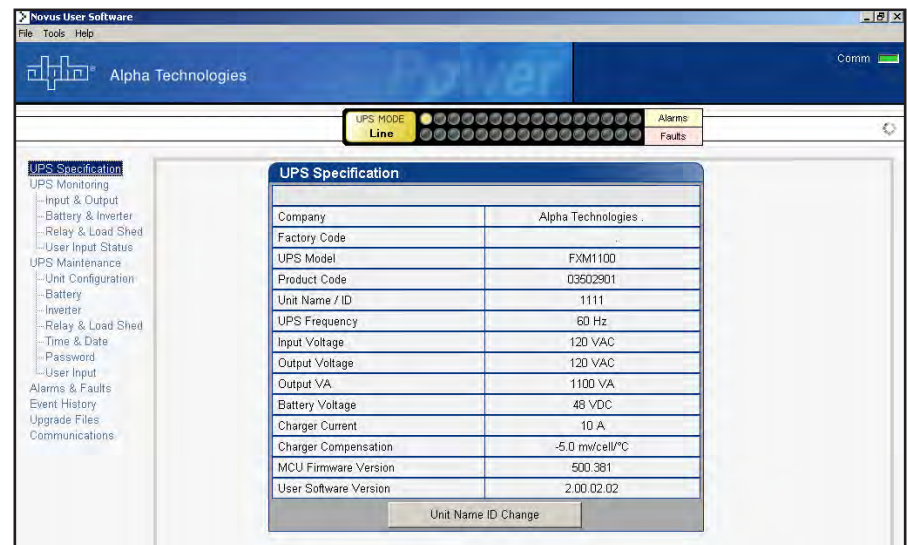 Novus User Software
File Tools Help
alpha® Alpha Technologies
Power
Comm
UPS MODE
Line
Alarms
Faults
UPS Specification
UPS Monitoring
Input & Output
Battery & Inverter
Relay & Load Shed
User Input Status
UPS Maintenance
Unit Configuration
Battery
Inverter
Relay & Load Shed
Time & Date
Password
User Input
Alarms & Faults
Event History
Upgrade Files
Communications
UPS Specification
Company Alpha Technologies .
Factory Code .
UPS Model FXM1100
Product Code 03502901
Unit Name / ID 1111
UPS Frequency 60 Hz
Input Voltage 120 VAC
Output Voltage 120 VAC
Output VA 1100 VA
Battery Voltage 48 VDC
Charger Current 10 A
Charger Compensation -5.0 mv/cell/°C
MCU Firmware Version 500.381
User Software Version 2.00.02.02
Unit Name ID Change